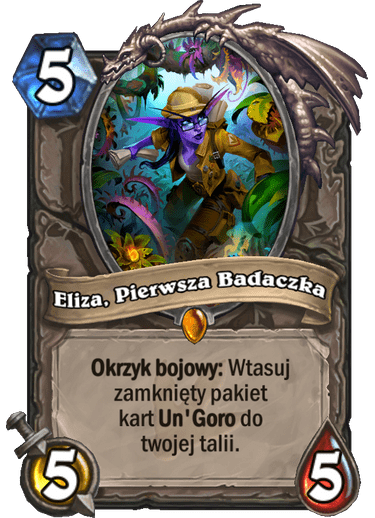 5
Eliza, Pierwsza Badaczka
Okrzyk bojowy: Wtasuj
zamknięty pakiet
kart Un'Goro do
twojej talii.
5
5